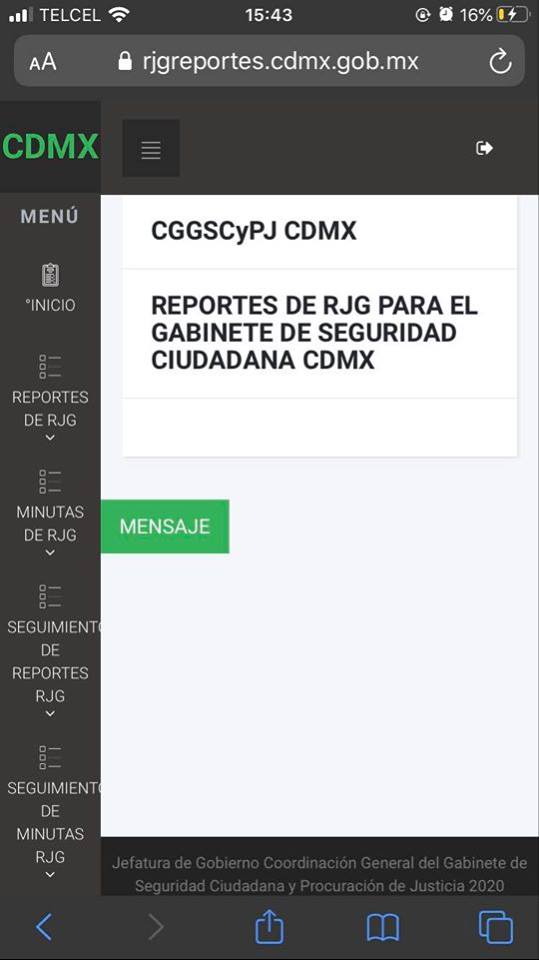 TELCEL
15:43
16%
AA
rjgreportes.cdmx.gob.mx
CDMX
MENÚ
°INICIO
REPORTES
DE RJG
MINUTAS
DE RJG
SEGUIMIENTO
DE
REPORTES
RJG
SEGUIMIENTO
DE
MINUTAS
RJG
CGGSCyPJ CDMX
REPORTES DE RJG PARA EL
GABINETE DE SEGURIDAD
CIUDADANA CDMX
MENSAJE
Jefatura de Gobierno Coordinación General del Gabinete de
Seguridad Ciudadana y Procuración de Justicia 2020